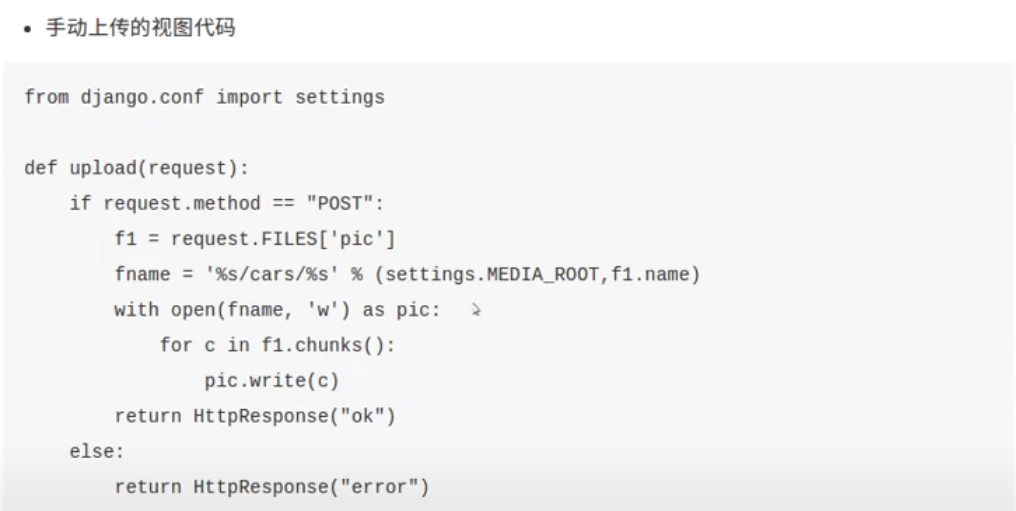 • 手动上传的视图代码
from django.conf import settings
def upload(request):
    if request.method == "POST":
        f1 = request.FILES['pic']
        fname = '%s/cars/%s' % (settings.MEDIA_ROOT,f1.name)
        with open(fname, 'w') as pic:
            for c in f1.chunks():
                pic.write(c)
        return HttpResponse("ok")
    else:
        return HttpResponse("error")